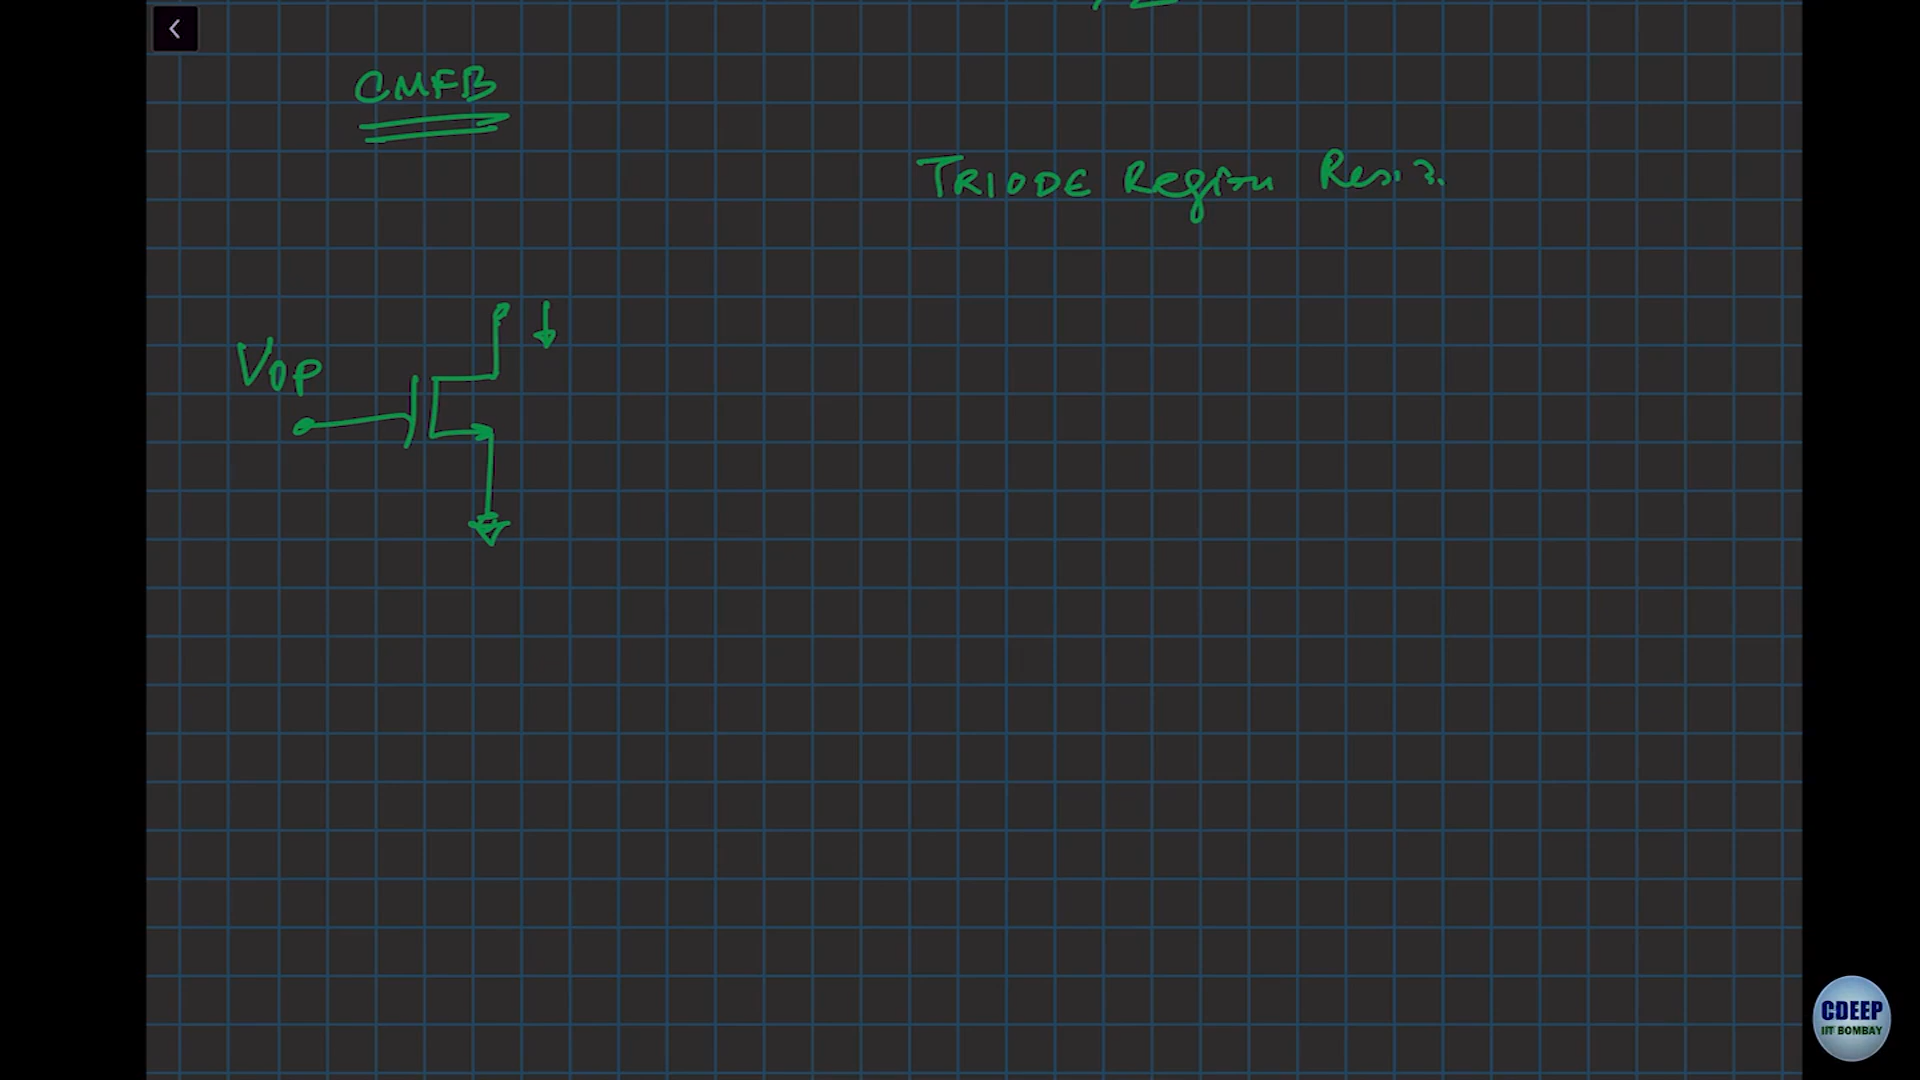 CMFB
TRIODE Region Res.
VOP
CDEEP
IIT BOMBAY